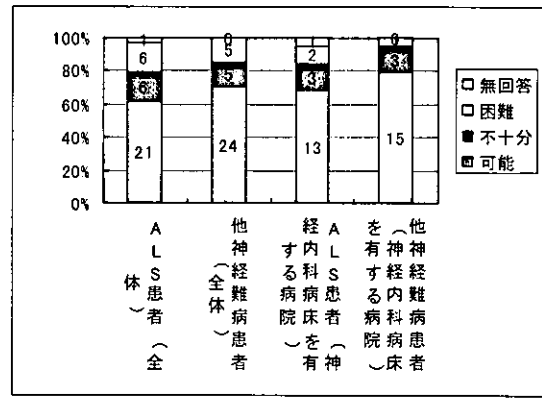 100%
80%
60%
40%
20%
0%
1
6
6
21
0
5
5
24
1
2
3
13
3
15
無回答
困難
不十分
可能
ALS患者(全
体)
他神経難病患者
(全体)
ALS患者(神
経内科病床を有
する病院)
他神経難病患者
(神経内科病床
を有する病院)